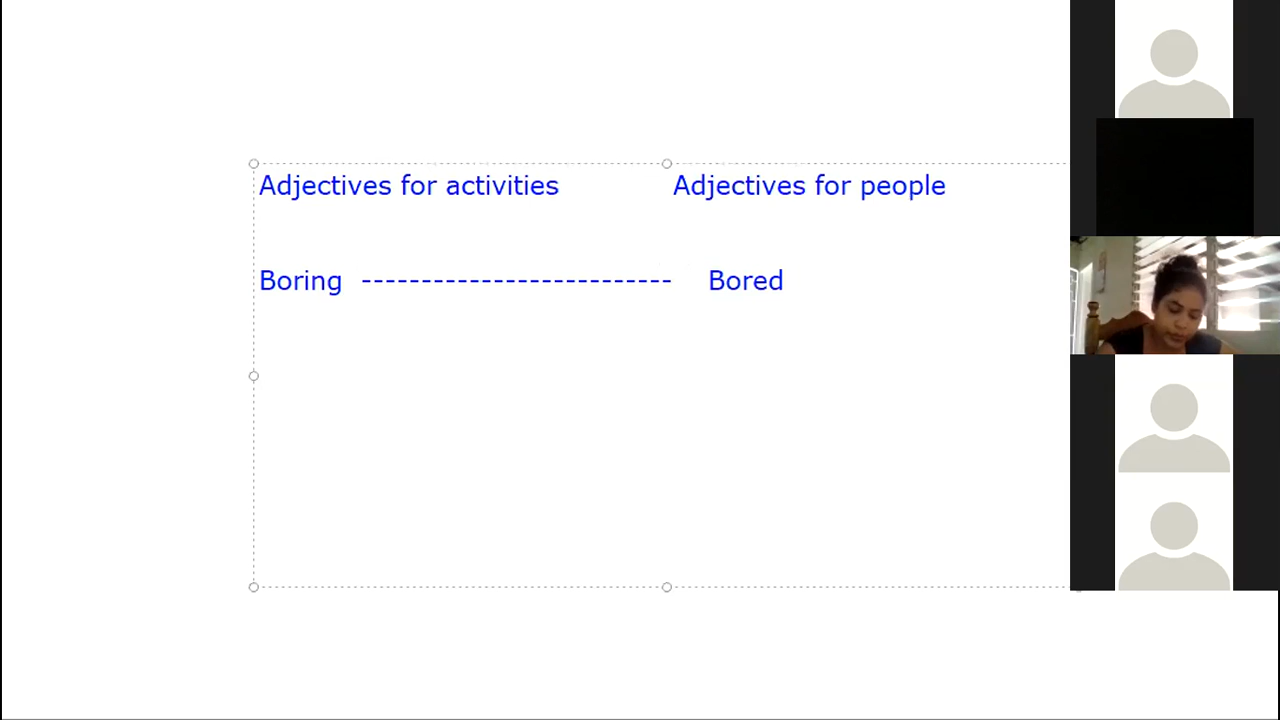 Adjectives for activities Adjectives for people
Boring -------------------------- Bored